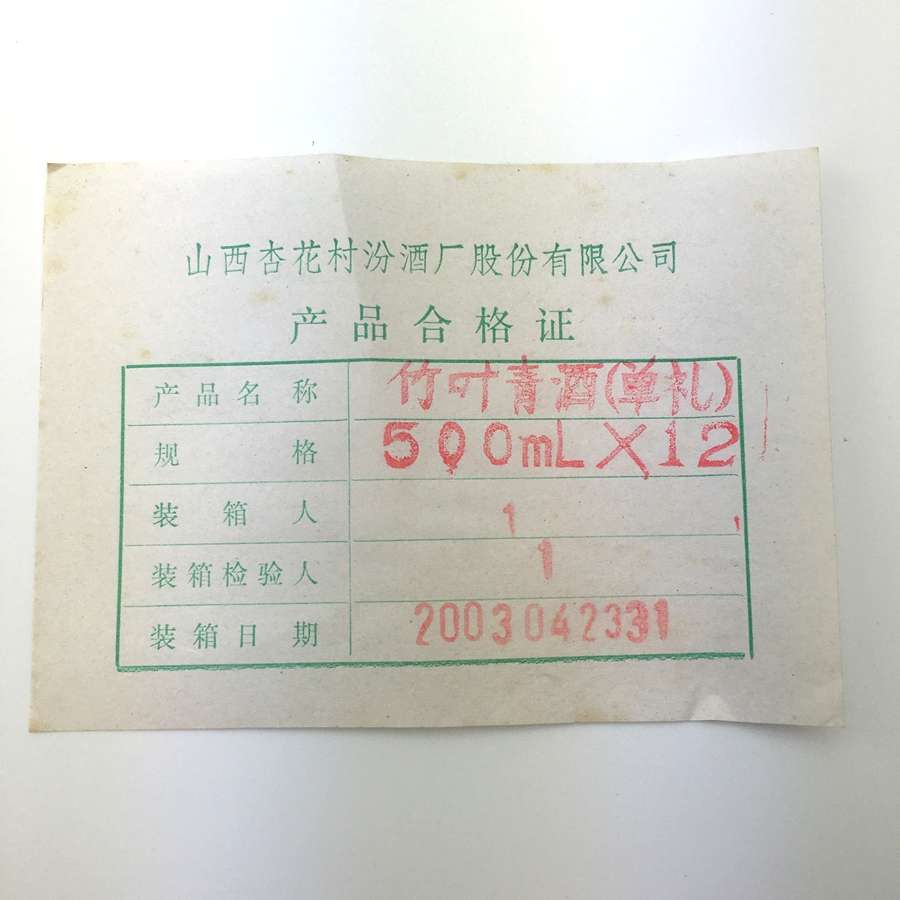 山西杏花村汾酒厂股份有限公司
产品合格证
产品名称 竹叶青酒(单礼)
规格 500mL×12
装箱人 1
装箱检验人 1
装箱日期 2003042331